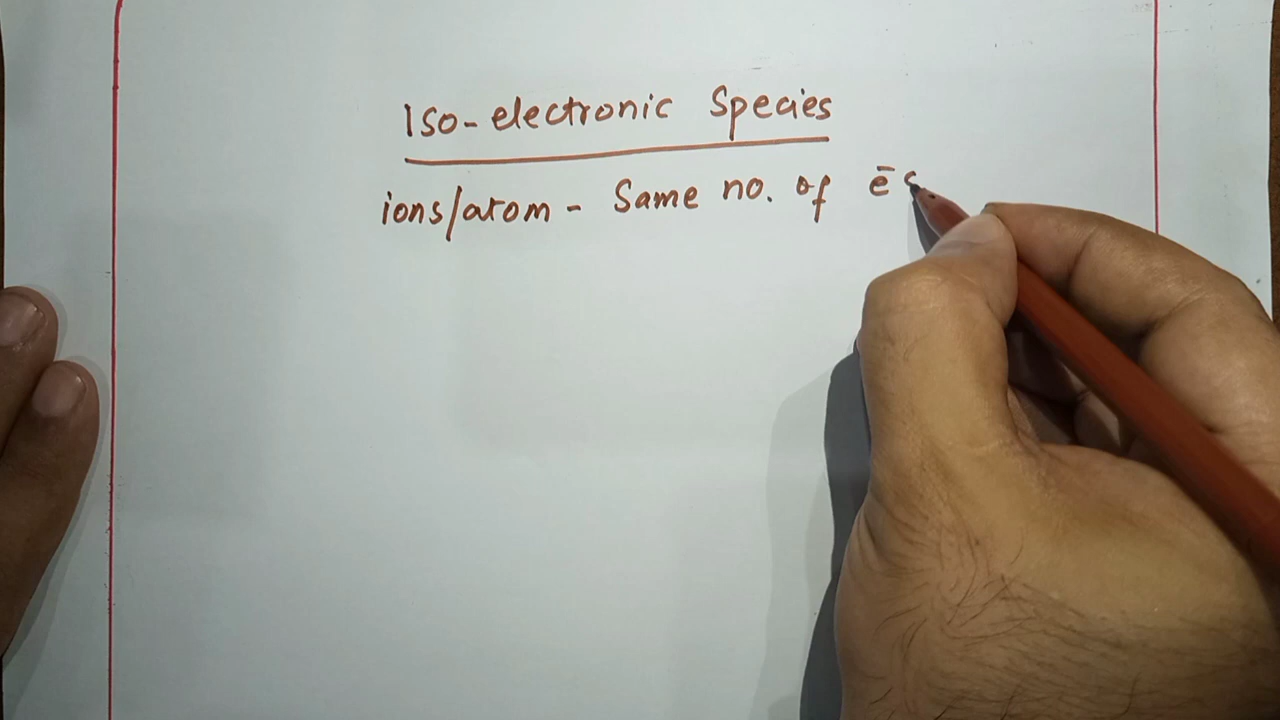 Iso-electronic Species
ions/atom - Same no. of ē s